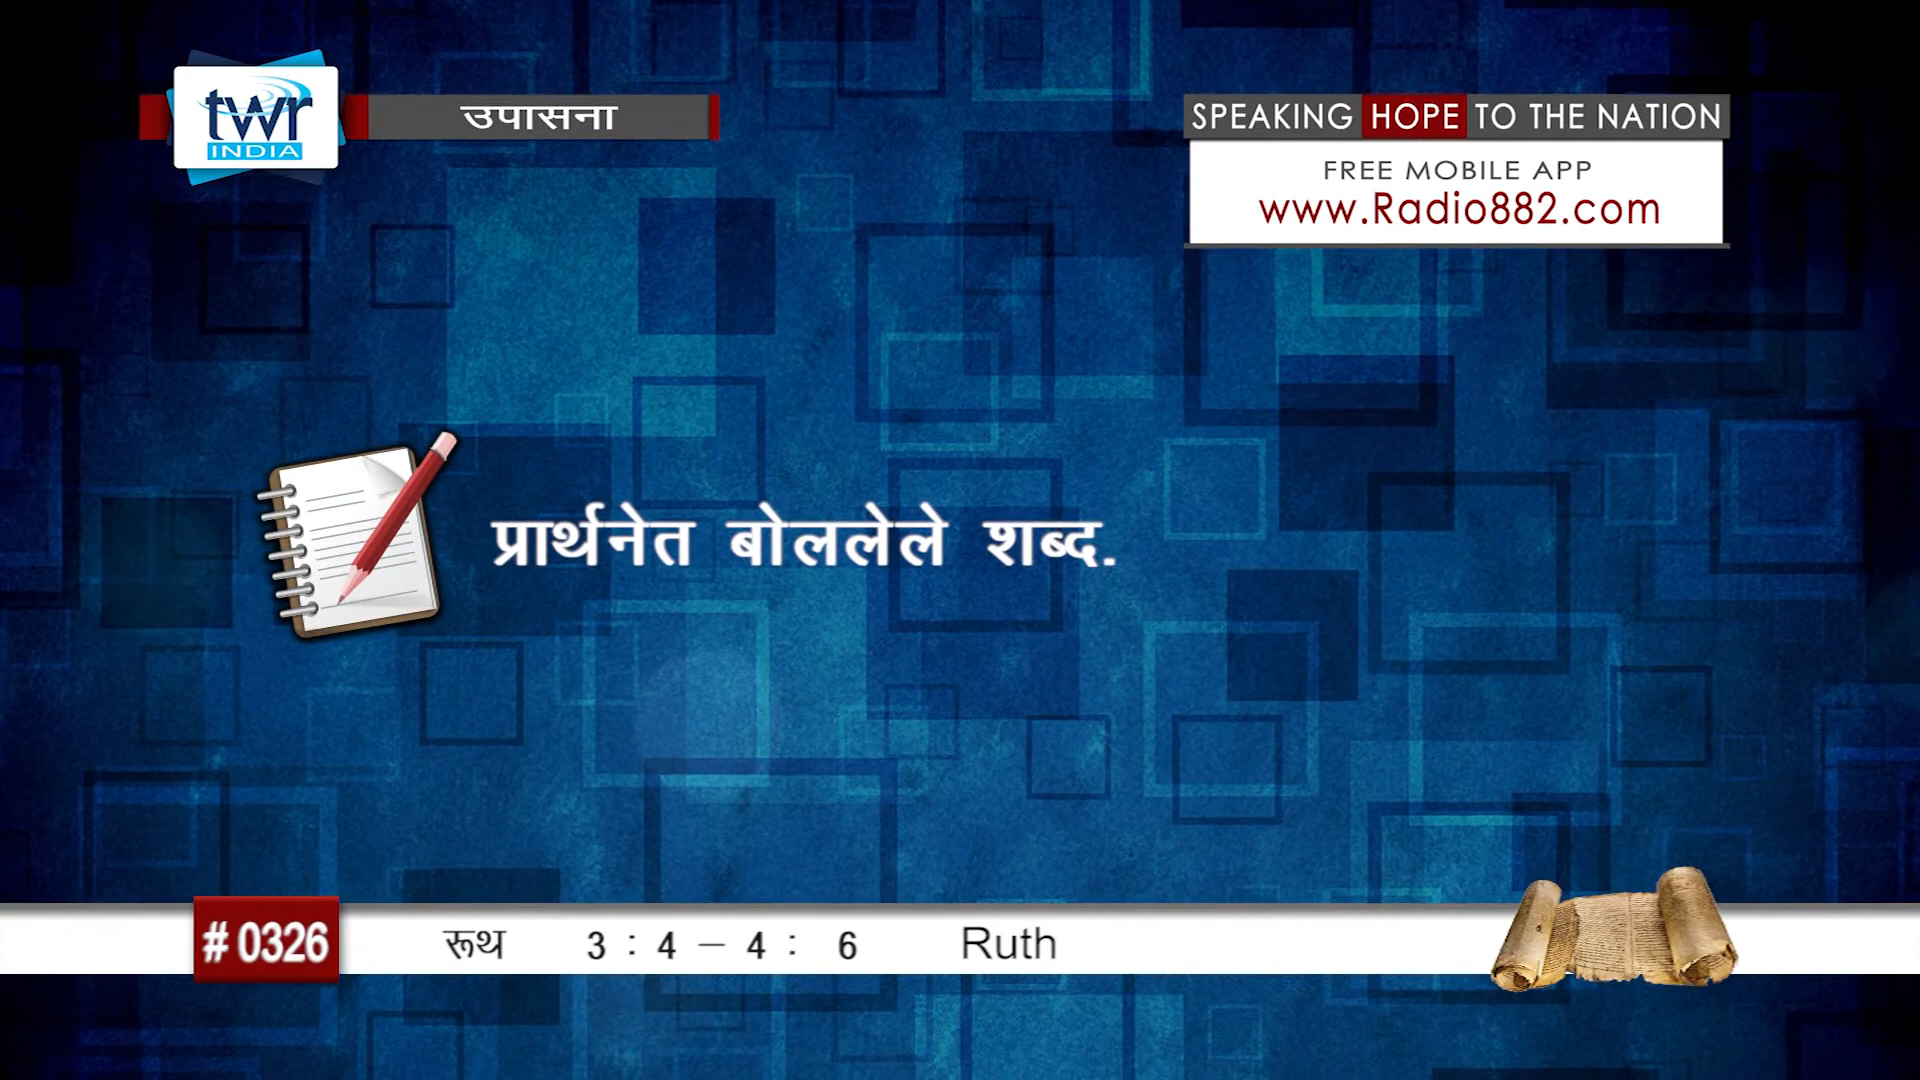 twr
INDIA
उपासना
SPEAKING HOPE TO THE NATION
FREE MOBILE APP
www.Radio882.com
प्रार्थनेत बोललेले शब्द.
# 0326 रूथ 3 : 4 – 4 : 6 Ruth